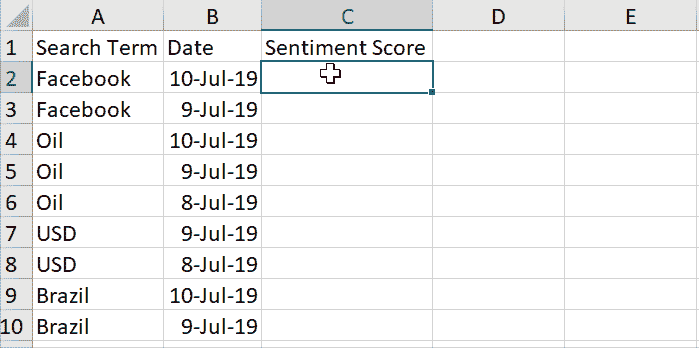 A B C D E
1 Search Term Date Sentiment Score
2 Facebook 10-Jul-19
3 Facebook 9-Jul-19
4 Oil 10-Jul-19
5 Oil 9-Jul-19
6 Oil 8-Jul-19
7 USD 9-Jul-19
8 USD 8-Jul-19
9 Brazil 10-Jul-19
10 Brazil 9-Jul-19